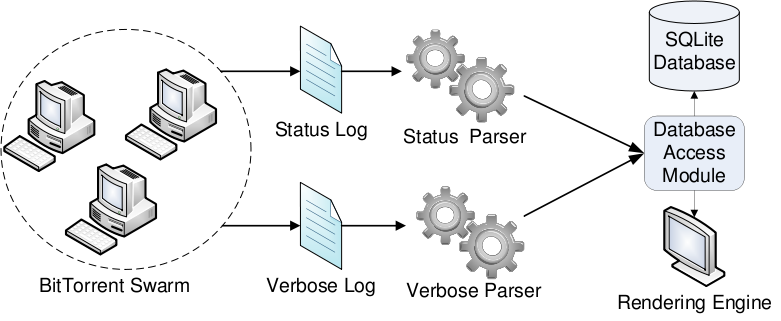 SQLite
Database
Status Log
Status Parser
Database
Access
Module
BitTorrent Swarm
Verbose Log
Verbose Parser
Rendering Engine